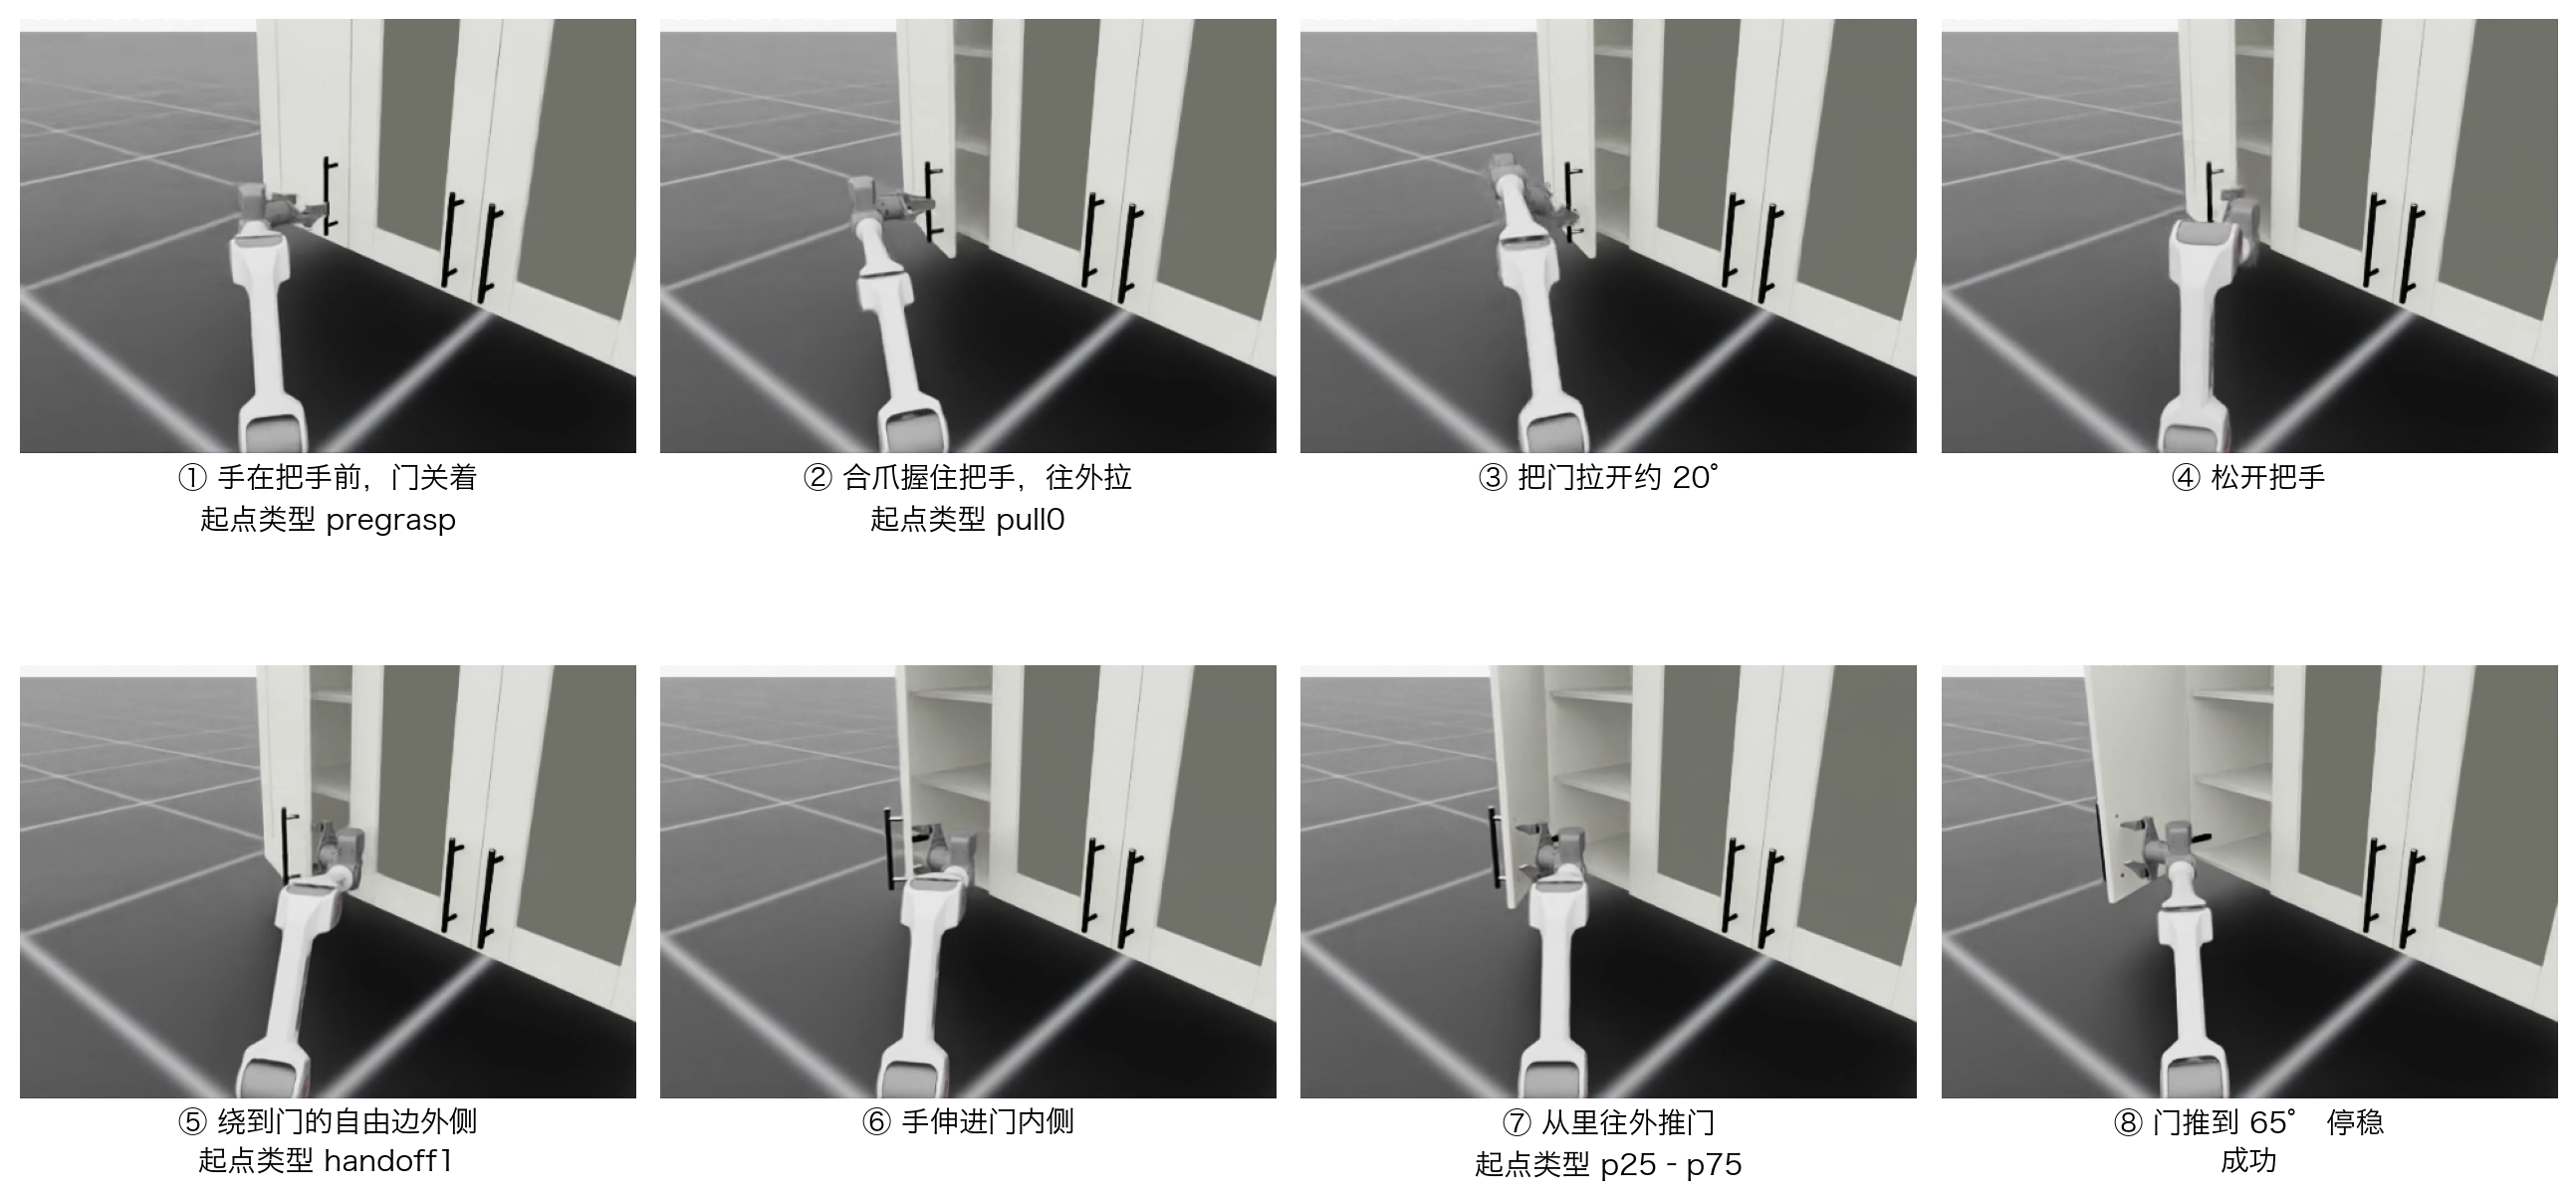 ① 手在把手前，门关着
起点类型 pregrasp
② 合爪握住把手，往外拉
起点类型 pull0
③ 把门拉开约 20°
④ 松开把手
⑤ 绕到门的自由边外侧
起点类型 handoff1
⑥ 手伸进门内侧
⑦ 从里往外推门
起点类型 p25 - p75
⑧ 门推到 65° 停稳
成功